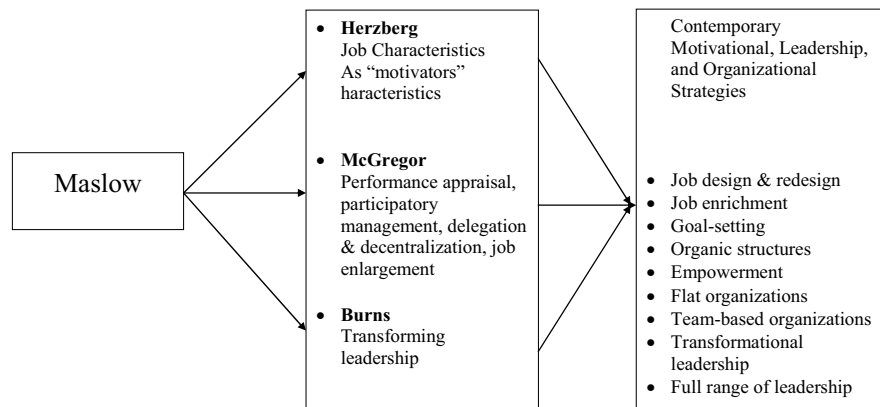 Maslow
• Herzberg
Job Characteristics
As “motivators”
haracteristics
• McGregor
Performance appraisal,
participatory
management, delegation
& decentralization, job
enlargement
• Burns
Transforming
leadership
Contemporary
Motivational, Leadership,
and Organizational
Strategies
• Job design & redesign
• Job enrichment
• Goal-setting
• Organic structures
• Empowerment
• Flat organizations
• Team-based organizations
• Transformational
leadership
• Full range of leadership